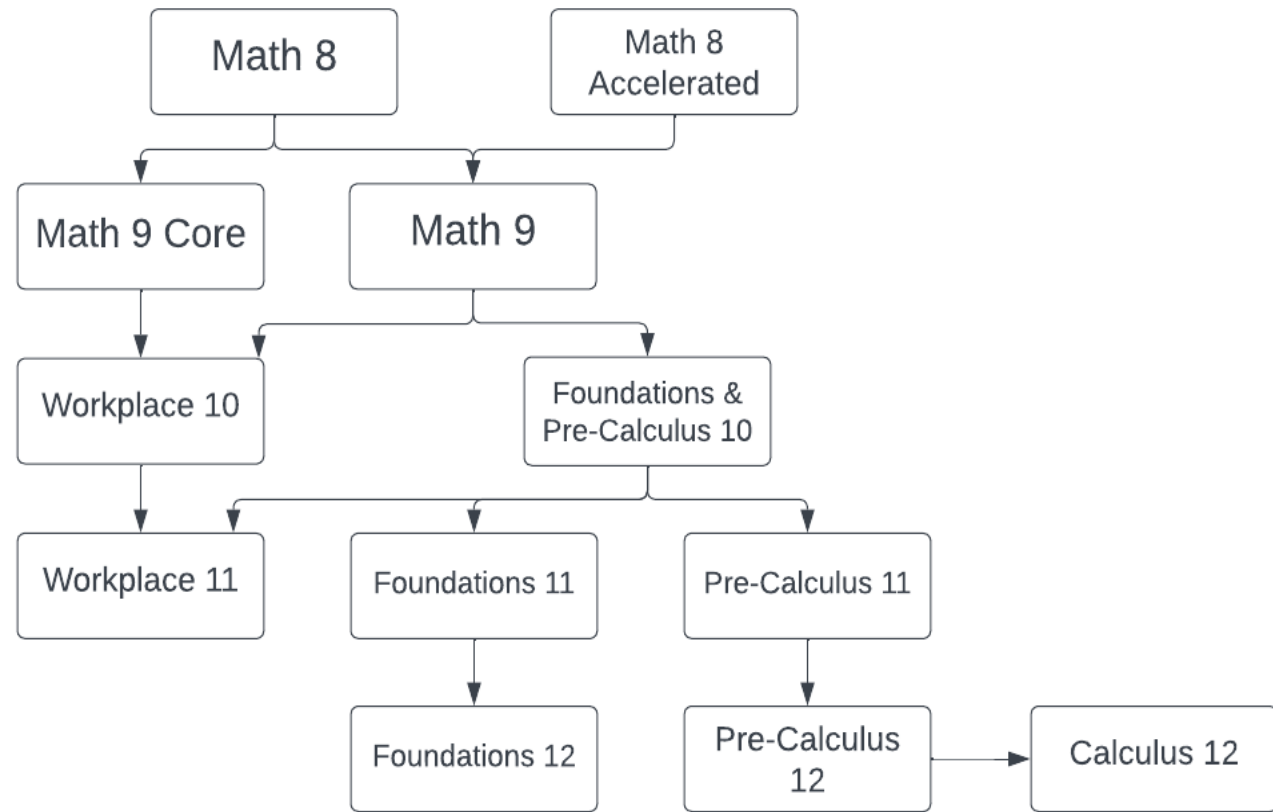 Math 8
Math 8
Accelerated
Math 9 Core
Math 9
Workplace 10
Foundations &
Pre-Calculus 10
Workplace 11
Foundations 11
Pre-Calculus 11
Foundations 12
Pre-Calculus
12
Calculus 12